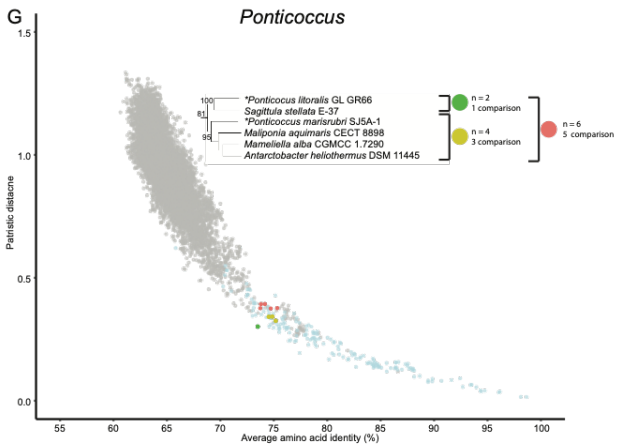 G
Ponticoccus
1.5
1.0
0.5
0.0
Patristic distacne
100
81
95
*Ponticocus litoralis GL GR66
Sagittula stellata E-37
*Ponticocous marisrubri SJ5A-1
Maliponia aquimaris CECT 8898
Mameliella alba CGMCC 1.7290
Antarctobacter heliothermus DSM 11445
n = 2
1 comparison
n = 4
3 comparison
n = 6
5 comparison
55 60 65 70 75 80 85 90 95 100
Average amino acid identity (%)